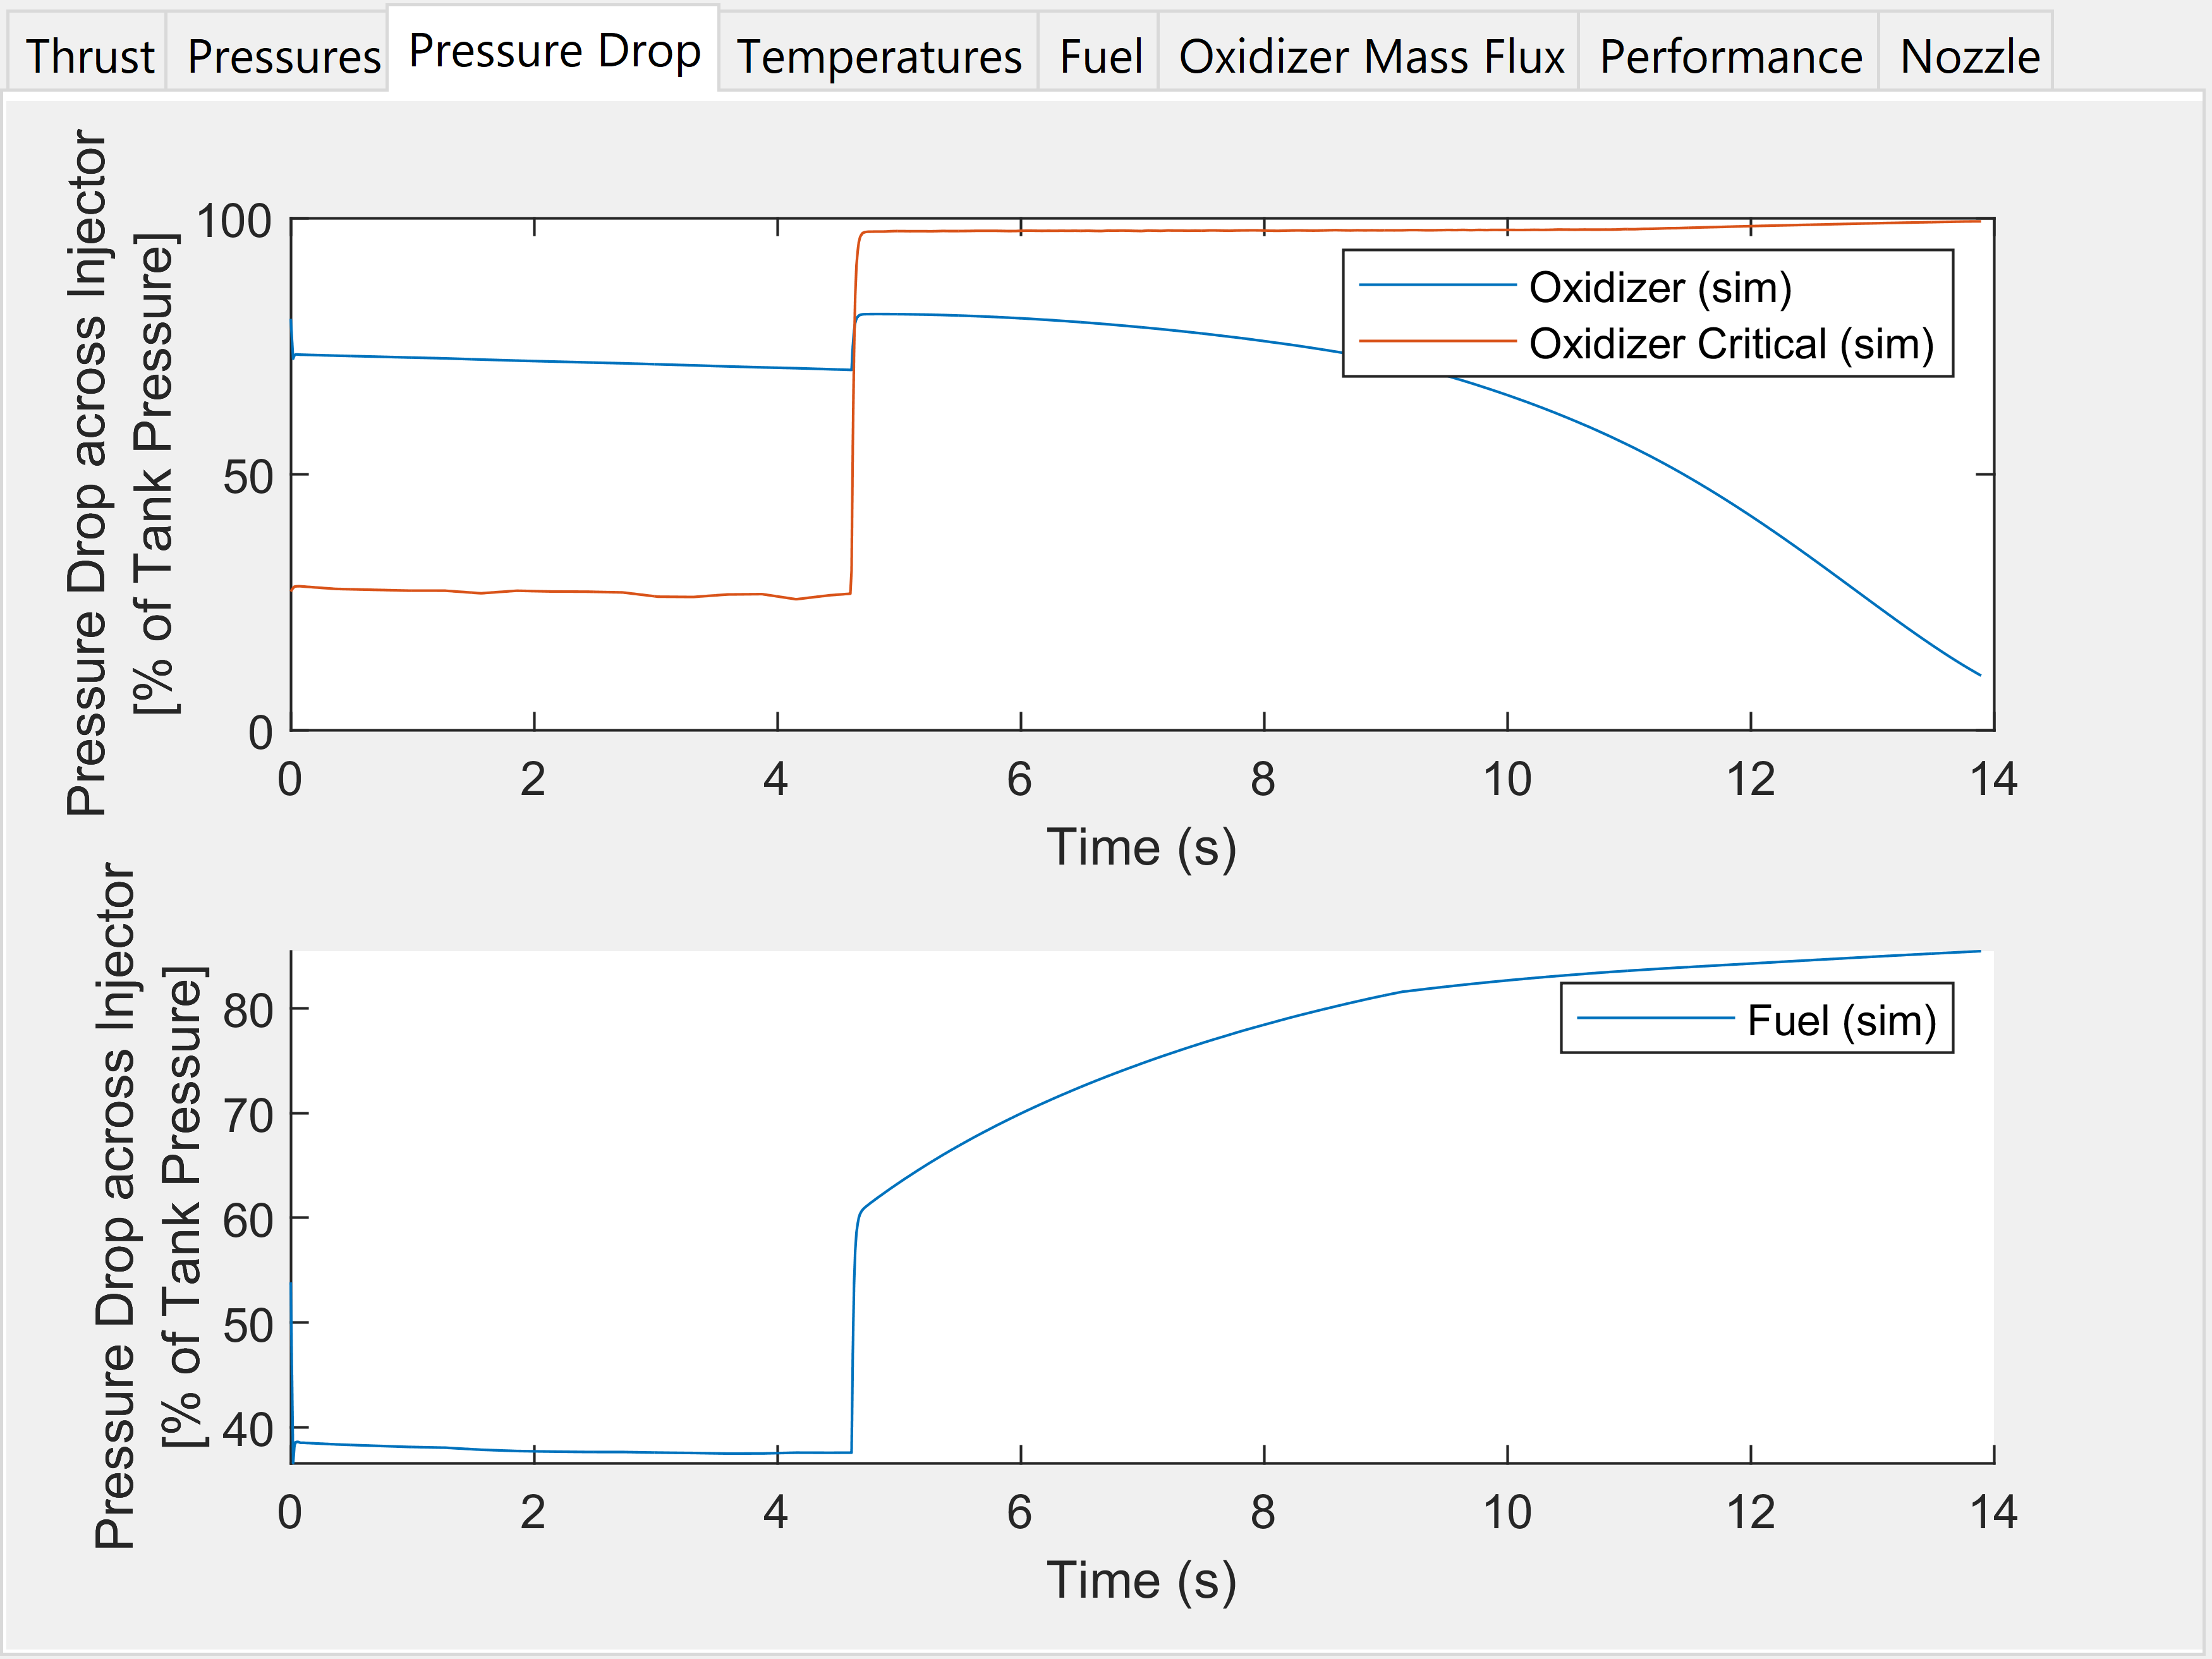 Thrust Pressures Pressure Drop Temperatures Fuel Oxidizer Mass Flux Performance Nozzle
Pressure Drop across Injector
[% of Tank Pressure]
100
50
0
Oxidizer (sim)
Oxidizer Critical (sim)
0 2 4 6 8 10 12 14
Time (s)
Pressure Drop across Injector
[% of Tank Pressure]
80
70
60
50
40
Fuel (sim)
0 2 4 6 8 10 12 14
Time (s)